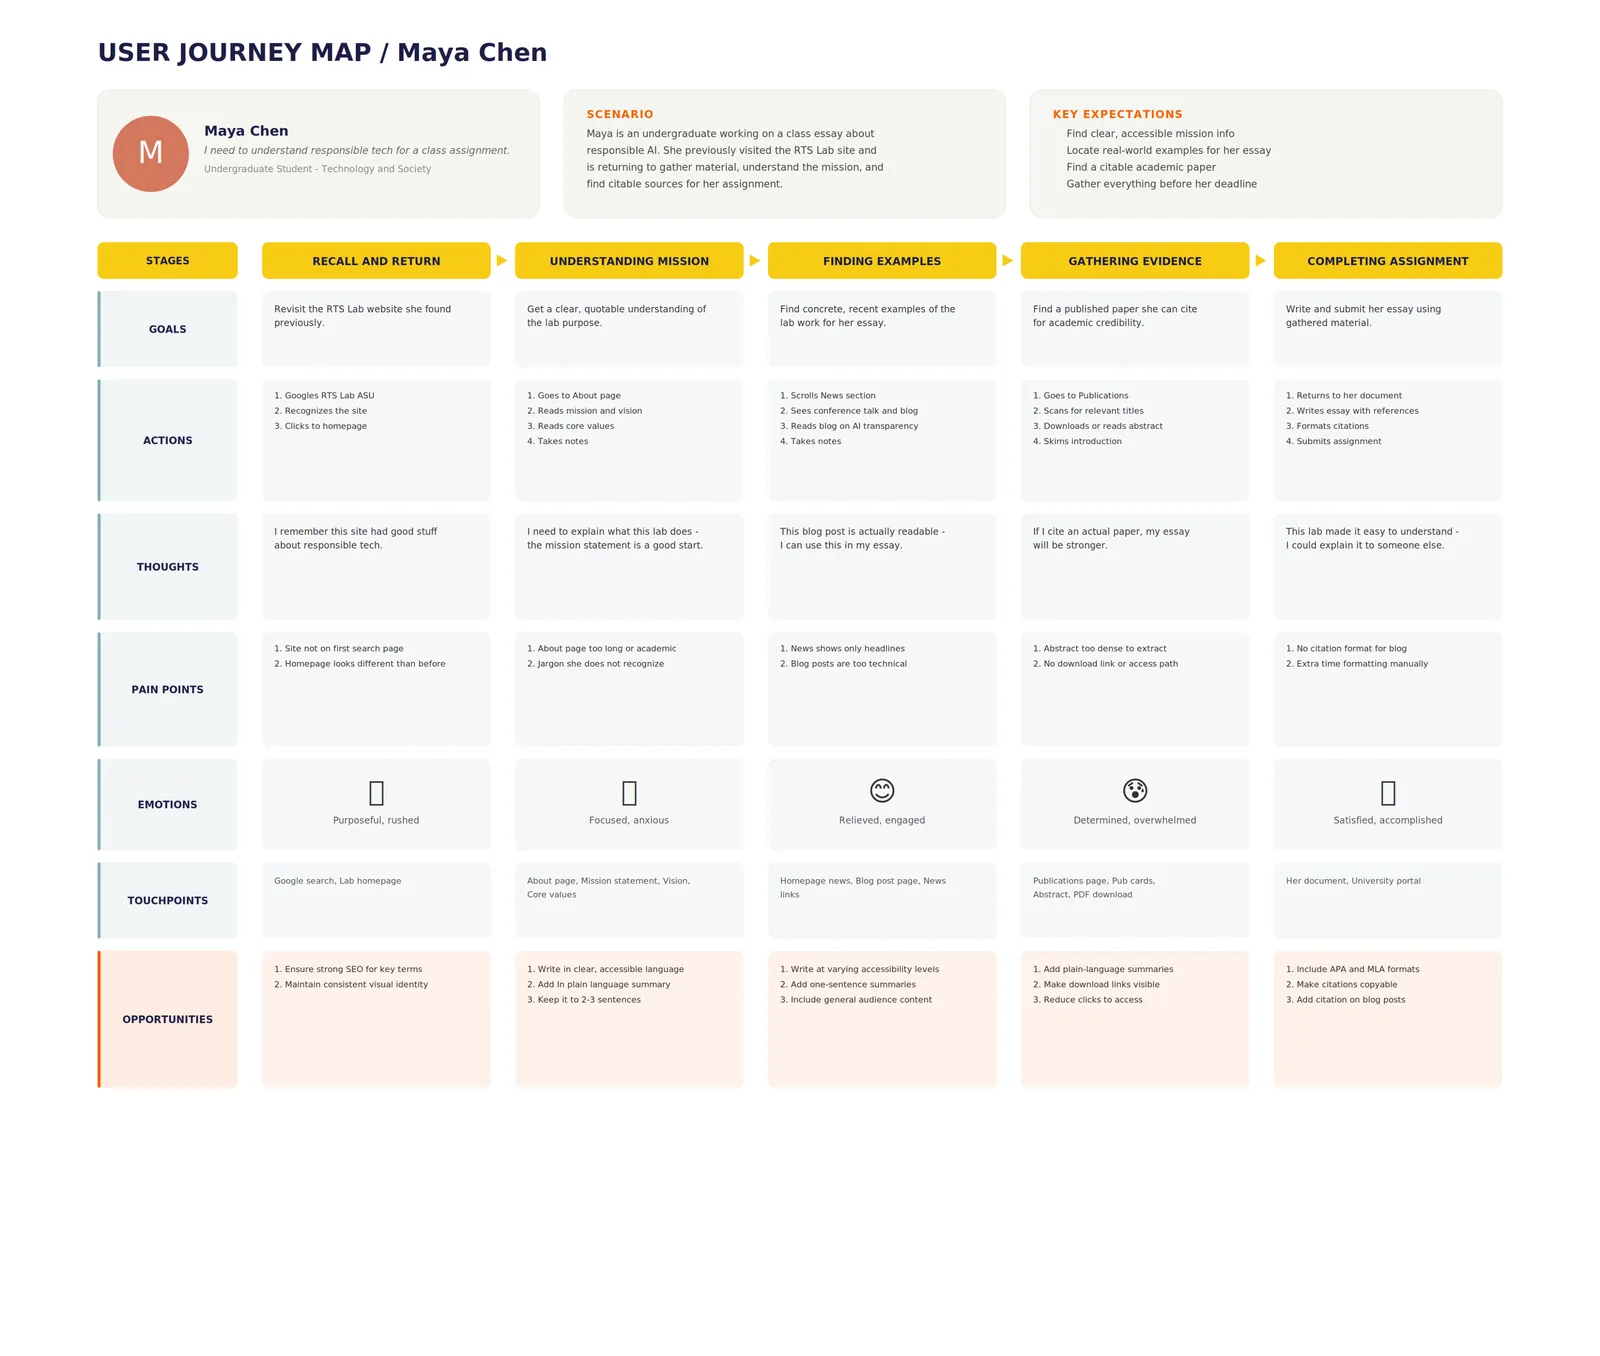 USER JOURNEY MAP / Maya Chen
M
Maya Chen
I need to understand responsible tech for a class assignment.
Undergraduate Student - Technology and Society
SCENARIO
Maya is an undergraduate working on a class essay about
responsible AI. She previously visited the RTS Lab site and
is returning to gather material, understand the mission, and
find citable sources for her assignment.
KEY EXPECTATIONS
Find clear, accessible mission info
Locate real-world examples for her essay
Find a citable academic paper
Gather everything before her deadline
STAGES
RECALL AND RETURN
UNDERSTANDING MISSION
FINDING EXAMPLES
GATHERING EVIDENCE
COMPLETING ASSIGNMENT
GOALS
Revisit the RTS Lab website she found
previously.
Get a clear, quotable understanding of
the lab purpose.
Find concrete, recent examples of the
lab work for her essay.
Find a published paper she can cite
for academic credibility.
Write and submit her essay using
gathered material.
ACTIONS
1. Googles RTS Lab ASU
2. Recognizes the site
3. Clicks to homepage
1. Goes to About page
2. Reads mission and vision
3. Reads core values
4. Takes notes
1. Scrolls News section
2. Sees conference talk and blog
3. Reads blog on AI transparency
4. Takes notes
1. Goes to Publications
2. Scans for relevant titles
3. Downloads or reads abstract
4. Skims introduction
1. Returns to her document
2. Writes essay with references
3. Formats citations
4. Submits assignment
THOUGHTS
I remember this site had good stuff
about responsible tech.
I need to explain what this lab does -
the mission statement is a good start.
This blog post is actually readable -
I can use this in my essay.
If I cite an actual paper, my essay
will be stronger.
This lab made it easy to understand -
I could explain it to someone else.
PAIN POINTS
1. Site not on first search page
2. Homepage looks different than before
1. About page too long or academic
2. Jargon she does not recognize
1. News shows only headlines
2. Blog posts are too technical
1. Abstract too dense to extract
2. No download link or access path
1. No citation format for blog
2. Extra time formatting manually
EMOTIONS
Purposeful, rushed
Focused, anxious
Relieved, engaged
Determined, overwhelmed
Satisfied, accomplished
TOUCHPOINTS
Google search, Lab homepage
About page, Mission statement, Vision,
Core values
Homepage news, Blog post page, News
links
Publications page, Pub cards,
Abstract, PDF download
Her document, University portal
OPPORTUNITIES
1. Ensure strong SEO for key terms
2. Maintain consistent visual identity
1. Write in clear, accessible language
2. Add In plain language summary
3. Keep it to 2-3 sentences
1. Write at varying accessibility levels
2. Add one-sentence summaries
3. Include general audience content
1. Add plain-language summaries
2. Make download links visible
3. Reduce clicks to access
1. Include APA and MLA formats
2. Make citations copyable
3. Add citation on blog posts